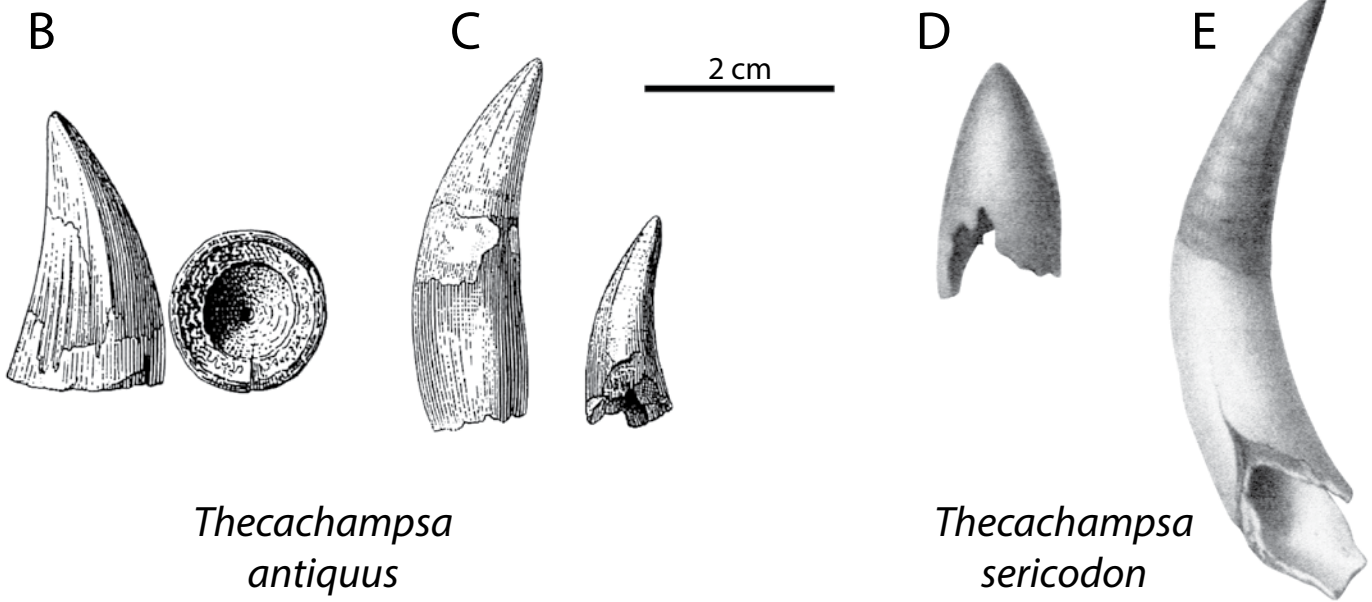 B
C
D
E
2 cm
Thecachampsa
antiquus
Thecachampsa
sericodon